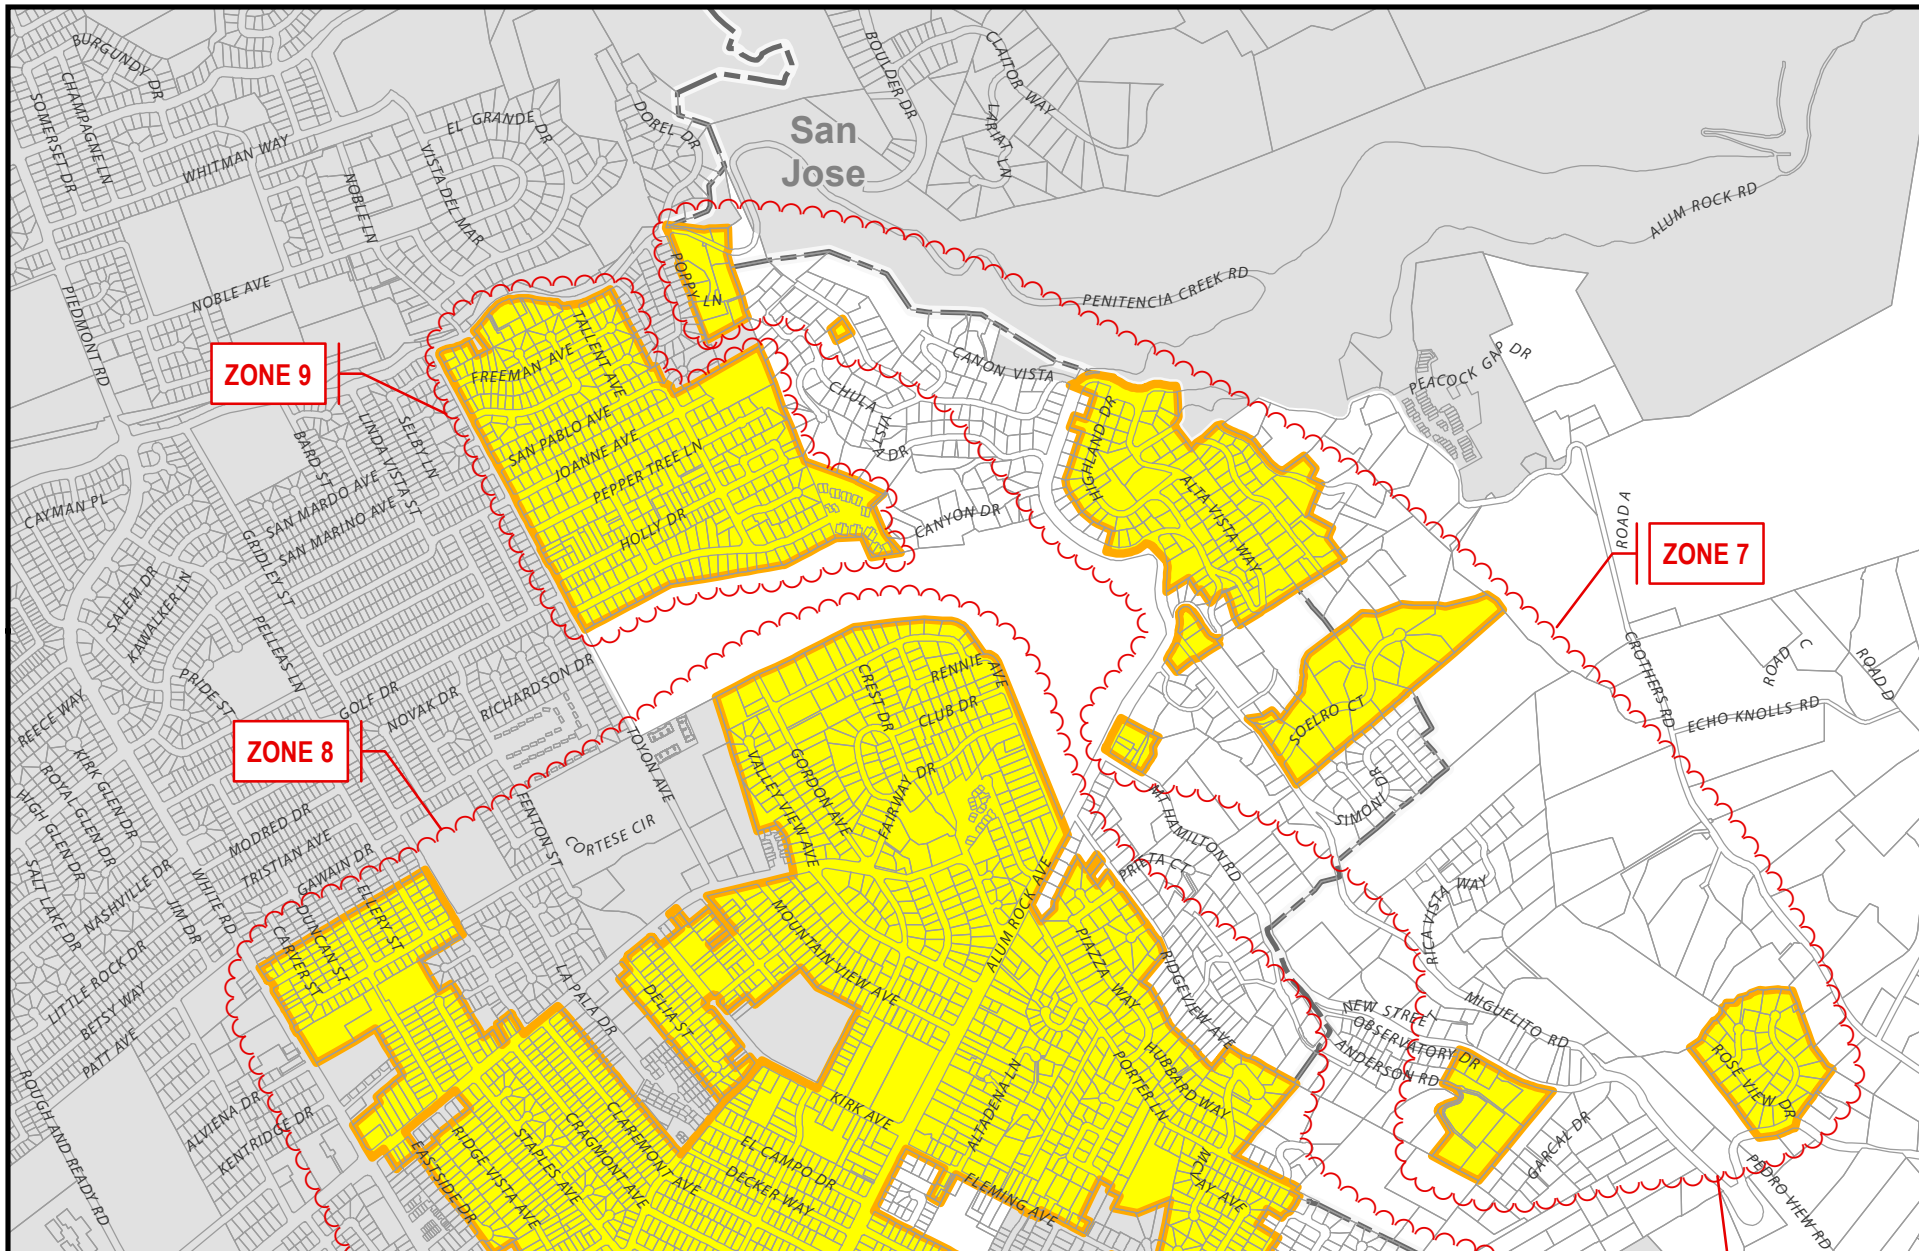 BURGUNDY DR
CHAMPAGNE LN
SOMERSET DR
WHITMAN WAY
EL GRANDE DR
VISTA DEL MAR
NOBLE LN
NOBLE AVE
PIEDMONT RD
DOREL DR
San
Jose
BOULDER DR
CLAITOR WAY
LARIAT LN
ALUM ROCK RD
PENITENCIA CREEK RD
PEACOCK GAP DR
POPPY LN
ZONE 9
TALLENT AVE
FREEMAN AVE
SAN PABLO AVE
JOANNE AVE
PEPPER TREE LN
HOLLY DR
CANON VISTA
CHULA VISTA DR
CANYON DR
HIGHLAND DR
ALTA VISTA WAY
ROAD A
ZONE 7
SELBY LN
LINDA VISTA ST
BARD ST
SAN MARDO AVE
SAN MARINO AVE
CAYMAN PL
GRIDLEY ST
SALEM DR
KAWALKER LN
PELLEAS LN
PRIDE ST
GOLF DR
NOVAK DR
RICHARDSON DR
REECE WAY
ZONE 8
TOYON AVE
CROTHERS RD
ROAD C
ROAD D
ECHO KNOLLS RD
SOELRO CT
SIMONI DR
RENNIE AVE
CREST DR
CLUB DR
GORDON AVE
VALLEY VIEW AVE
FAIRWAY DR
KIRK GLEN DR
ROYAL GLEN DR
HIGH GLEN DR
SALT LAKE DR
MODRED DR
TRISTIAN AVE
GAWAIN DR
NASHVILLE DR
WHITE RD
JIM DR
FENTON ST
CORTESE CIR
ELLERY ST
DUNCAN ST
CARVER ST
LITTLE ROCK DR
BETSY WAY
PATT AVE
ROUGH AND READY RD
LA PALA DR
DELIA ST
MOUNTAIN VIEW AVE
ALUM ROCK AVE
MT HAMILTON RD
PRIETA CT
PIAZZA WAY
RIDGEVIEW AVE
RICA VISTA WAY
MIGUELITO RD
NEW STREET
OBSERVATORY DR
ANDERSON RD
ROSE VIEW DR
GARCAL DR
PEDRO VIEW RD
HUBBARD WAY
PORTER LN
ALTADENA LN
KIRK AVE
ALVIENA DR
KENTRIDGE DR
EASTSIDE DR
RIDGE VISTA AVE
STAPLES AVE
CRAGMONT AVE
CLAREMONT AVE
EL CAMPO DR
DECKER WAY
FLEMING AVE
MCVAY AVE